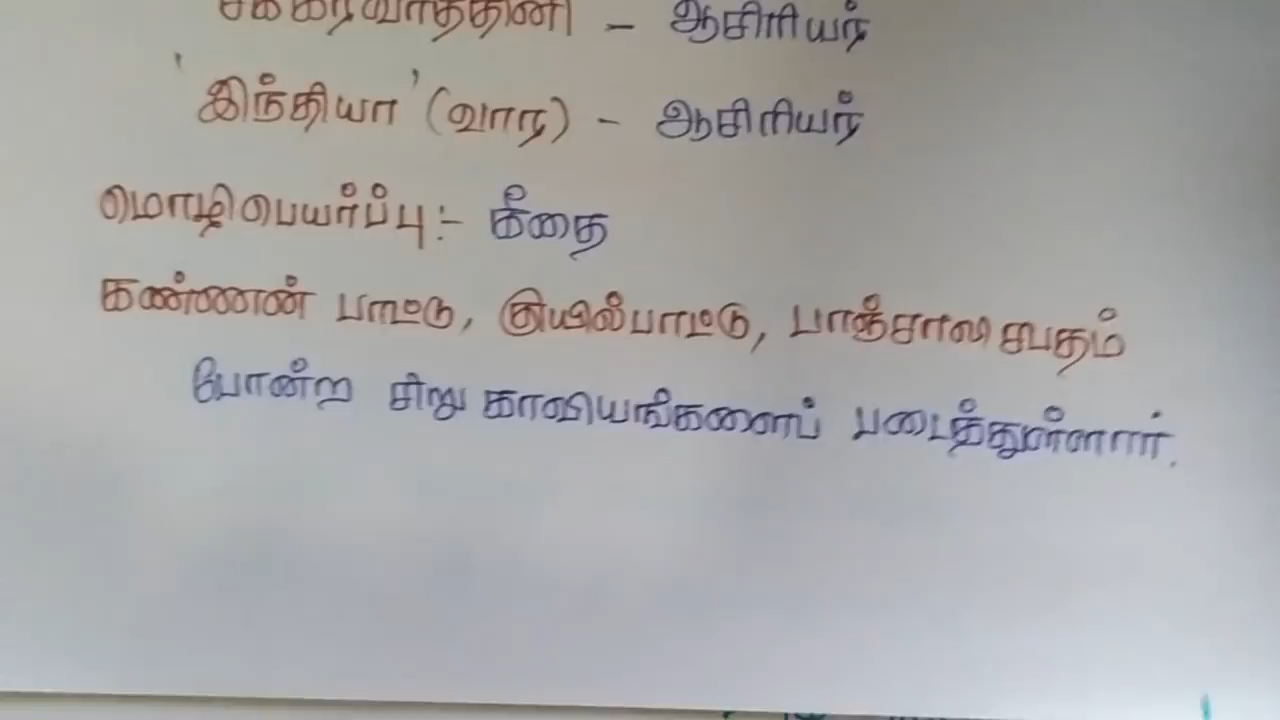 சக்கரவர்த்தினி - ஆசிரியர்
'இந்தியா' (வார) - ஆசிரியர்
மொழிபெயர்ப்பு :- கீதை
கண்ணன் பாட்டு, குயில்பாட்டு, பாஞ்சாலி சபதம்
போன்ற சிறு காவியங்களைப் படைத்துள்ளார்.